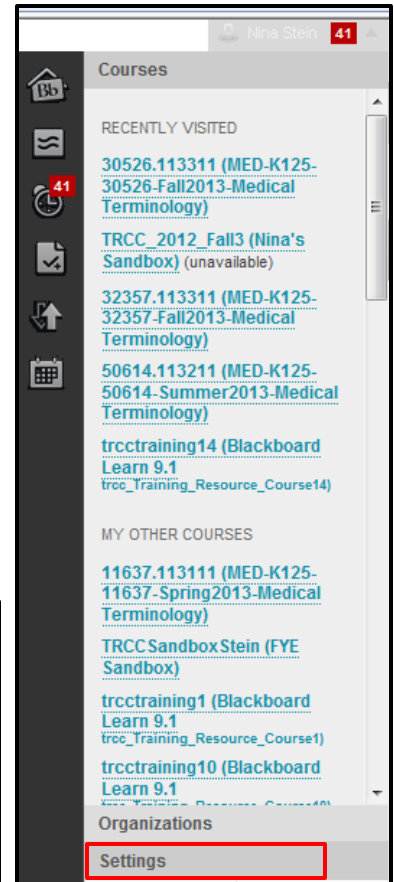 Nina Stein 41
Courses
Bb
RECENTLY VISITED
30526.113311 (MED-K125-
30526-Fall2013-Medical
Terminology)
41
TRCC_2012_Fall3 (Nina's
Sandbox) (unavailable)
32357.113311 (MED-K125-
32357-Fall2013-Medical
Terminology)
50614.113211 (MED-K125-
50614-Summer2013-Medical
Terminology)
trcctraining14 (Blackboard
Learn 9.1
trcc_Training_Resource_Course14)
MY OTHER COURSES
11637.113111 (MED-K125-
11637-Spring2013-Medical
Terminology)
TRCCSandboxStein (FYE
Sandbox)
trcctraining1 (Blackboard
Learn 9.1
trcc_Training_Resource_Course1)
trcctraining10 (Blackboard
Learn 9.1
Organizations
Settings